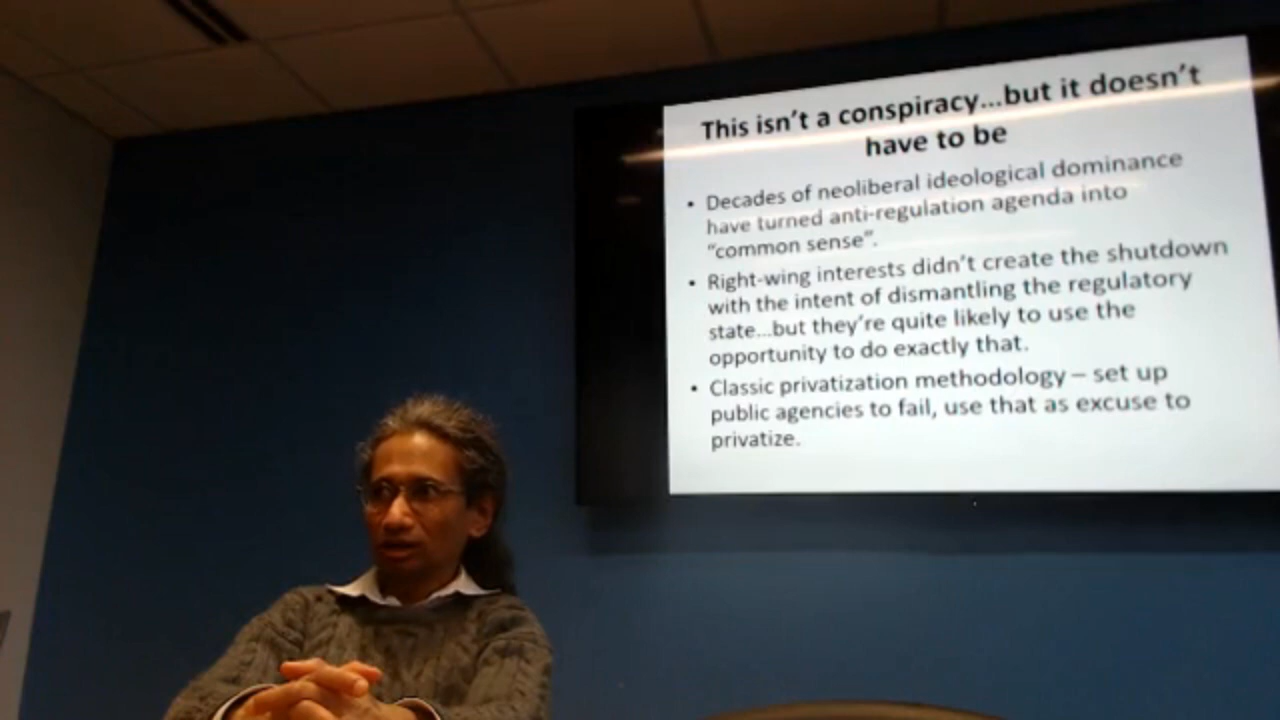 This isn't a conspiracy...but it doesn't
have to be
• Decades of neoliberal ideological dominance
have turned anti-regulation agenda into
"common sense".
• Right-wing interests didn't create the shutdown
with the intent of dismantling the regulatory
state...but they're quite likely to use the
opportunity to do exactly that.
• Classic privatization methodology – set up
public agencies to fail, use that as excuse to
privatize.